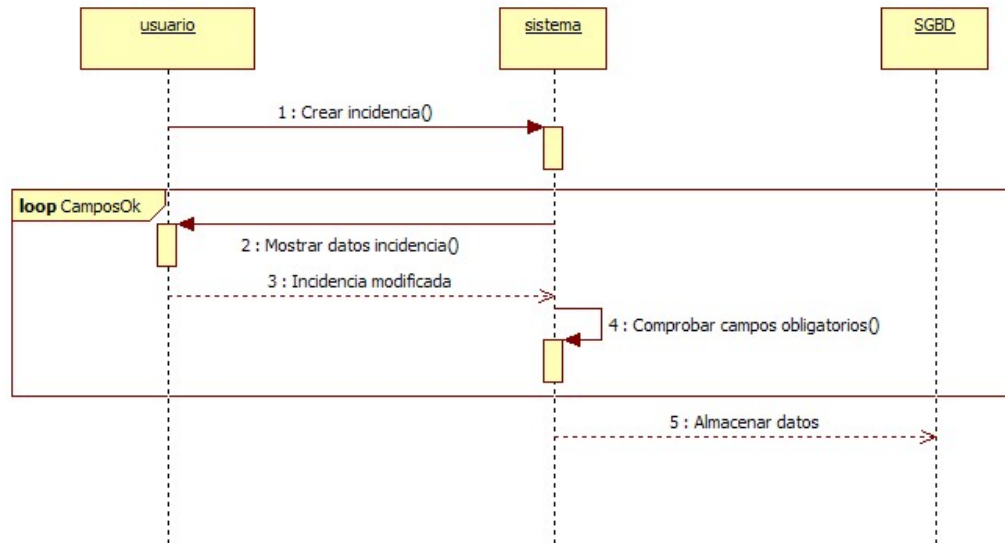 usuario
sistema
SGBD
1 : Crear incidencia()
loop CamposOk
2 : Mostrar datos incidencia()
3 : Incidencia modificada
4 : Comprobar campos obligatorios()
5 : Almacenar datos